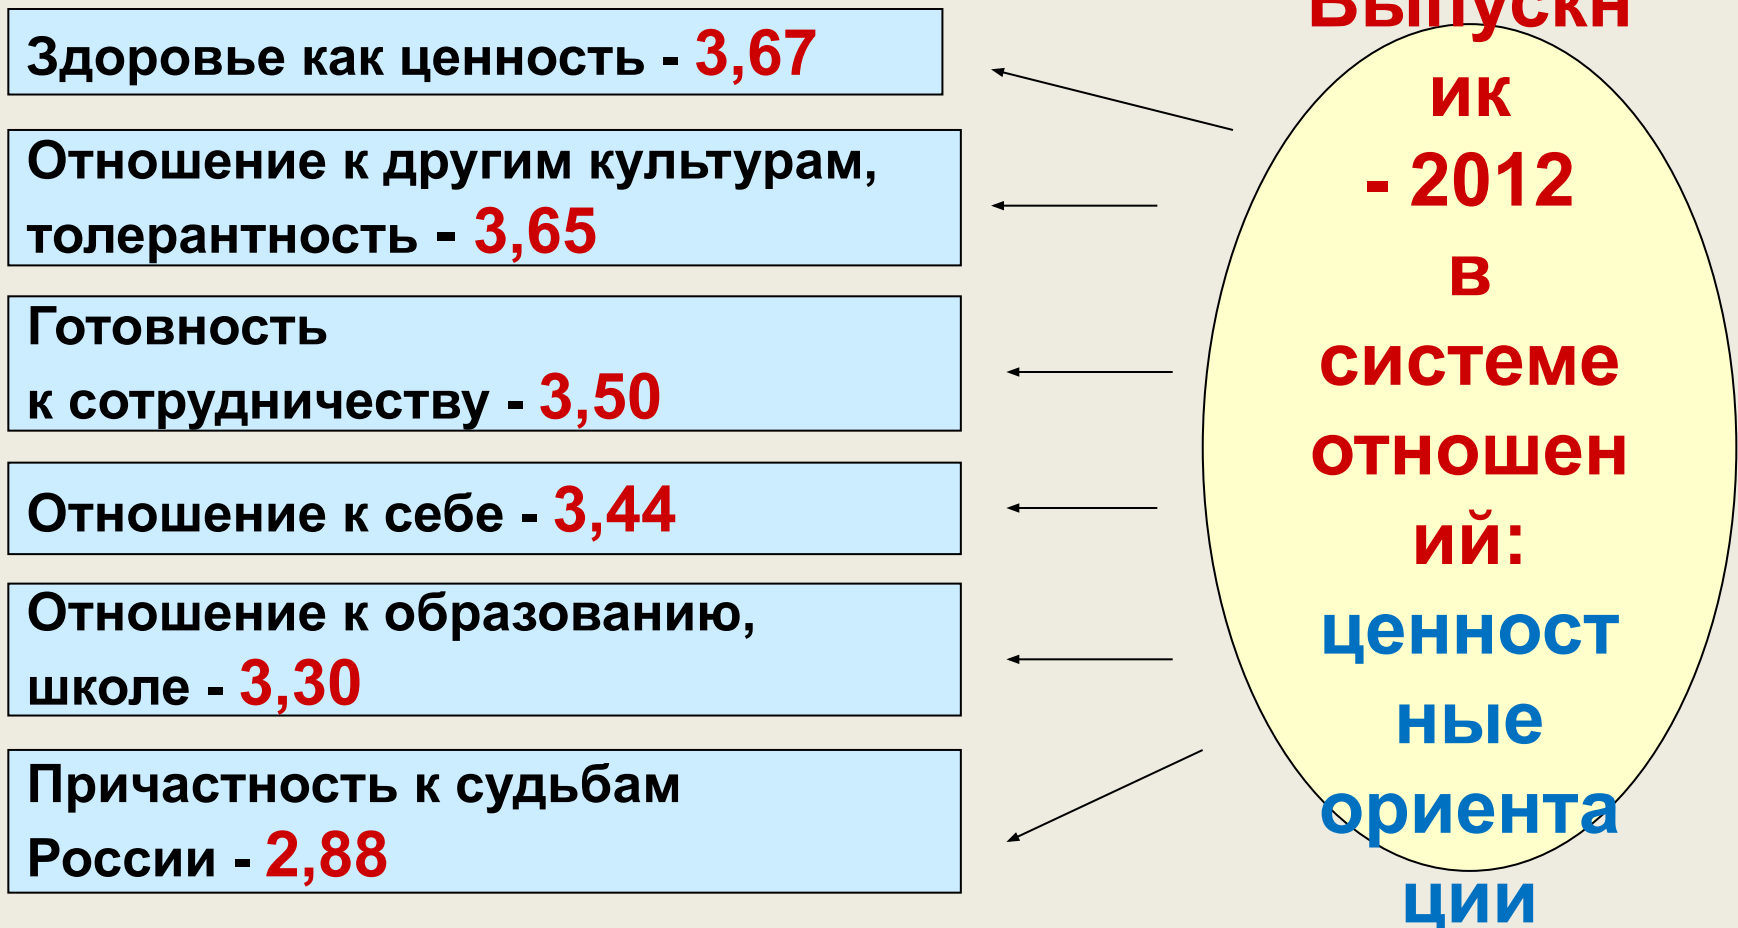 Здоровье как ценность - 3,67
Отношение к другим культурам,
толерантность - 3,65
Готовность
к сотрудничеству - 3,50
Отношение к себе - 3,44
Отношение к образованию,
школе - 3,30
Причастность к судьбам
России - 2,88
Выпускн
ик
- 2012
в
системе
отношен
ий:
ценност
ные
ориента
ции